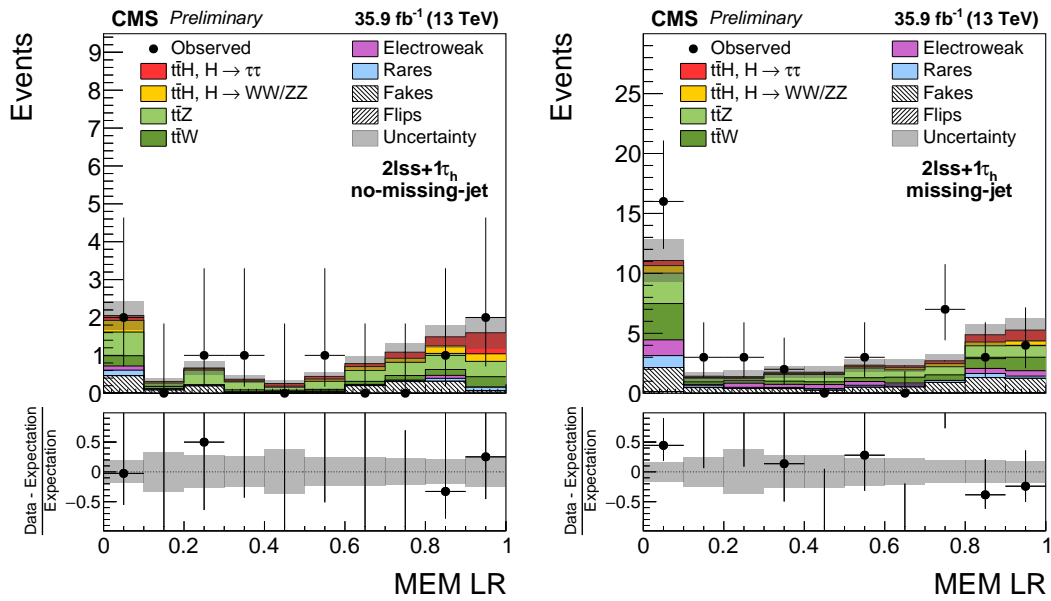 CMS Preliminary 35.9 fb⁻¹ (13 TeV)
Events
9
8
7
6
5
4
3
2
1
0
Observed
tt̄H, H → ττ
tt̄H, H → WW/ZZ
tt̄Z
tt̄W
Electroweak
Rares
Fakes
Flips
Uncertainty
2lss+1τₕ
no-missing-jet
Data - Expectation
Expectation
0.5
0
−0.5
0 0.2 0.4 0.6 0.8 1
MEM LR
CMS Preliminary 35.9 fb⁻¹ (13 TeV)
Events
25
20
15
10
5
0
Observed
tt̄H, H → ττ
tt̄H, H → WW/ZZ
tt̄Z
tt̄W
Electroweak
Rares
Fakes
Flips
Uncertainty
2lss+1τₕ
missing-jet
Data - Expectation
Expectation
0.5
0
−0.5
0 0.2 0.4 0.6 0.8 1
MEM LR